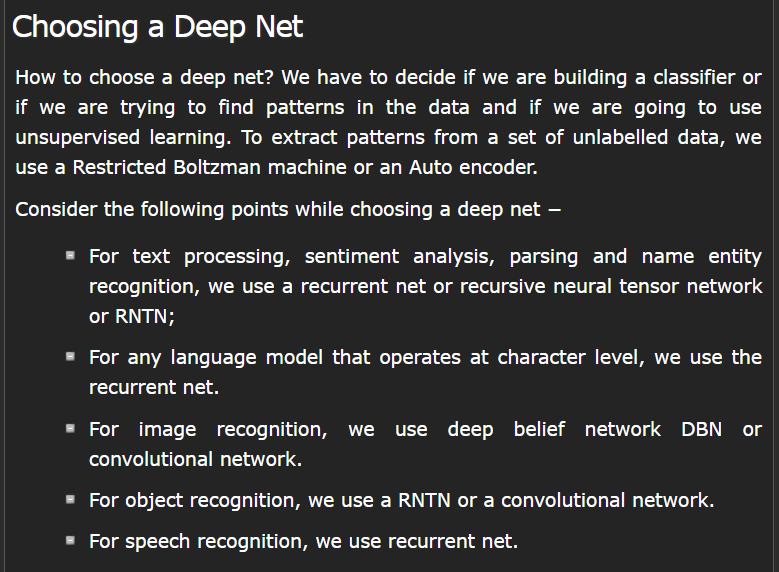 Choosing a Deep Net
How to choose a deep net? We have to decide if we are building a classifier or
if we are trying to find patterns in the data and if we are going to use
unsupervised learning. To extract patterns from a set of unlabelled data, we
use a Restricted Boltzman machine or an Auto encoder.
Consider the following points while choosing a deep net −
For text processing, sentiment analysis, parsing and name entity
recognition, we use a recurrent net or recursive neural tensor network
or RNTN;
For any language model that operates at character level, we use the
recurrent net.
For image recognition, we use deep belief network DBN or
convolutional network.
For object recognition, we use a RNTN or a convolutional network.
For speech recognition, we use recurrent net.